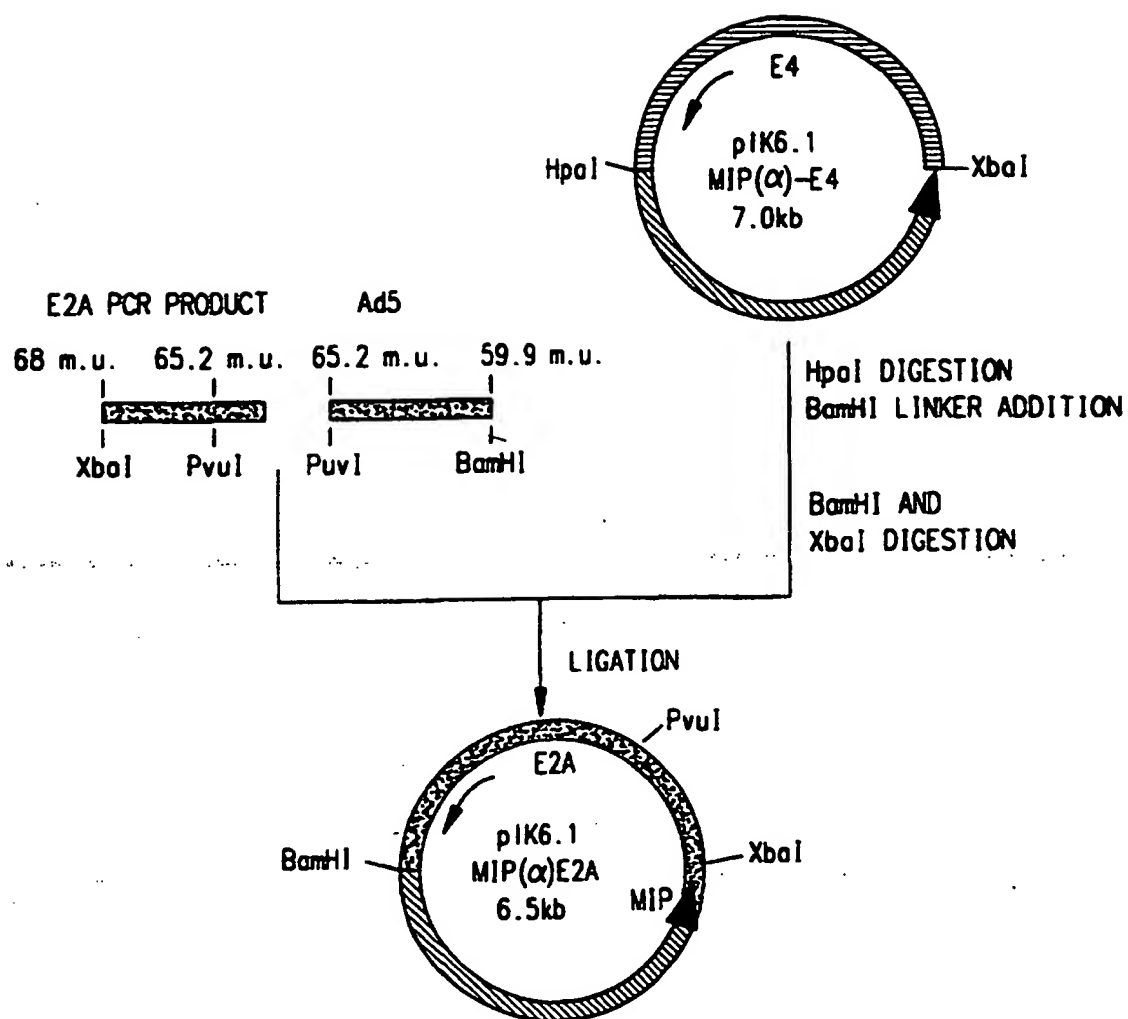 E4
pIK6.1
HpaI
XbaI
MIP(α)-E4
7.0kb
E2A PCR PRODUCT
Ad5
68 m.u.
65.2 m.u.
65.2 m.u.
59.9 m.u.
XbaI
PvuI
PuvI
BamHI
HpaI DIGESTION
BamHI LINKER ADDITION
BamHI AND
XbaI DIGESTION
LIGATION
PvuI
E2A
pIK6.1
BamHI
XbaI
MIP(α)E2A
MIP
6.5kb